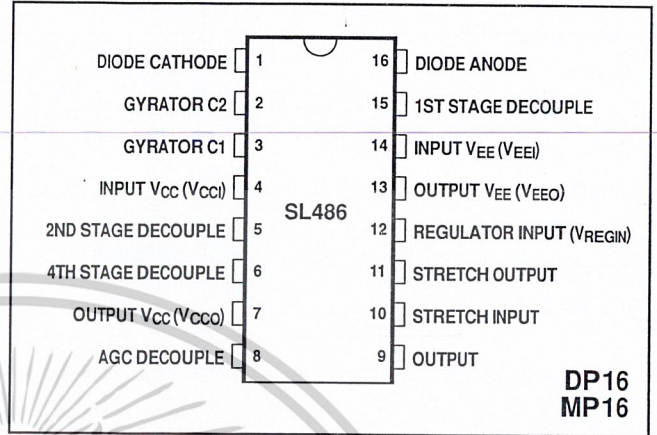 DIODE CATHODE 1 16 DIODE ANODE
GYRATOR C2 2 15 1ST STAGE DECOUPLE
GYRATOR C1 3 14 INPUT VEE (VEEI)
INPUT VCC (VCCI) 4 13 OUTPUT VEE (VEEO)
SL486
2ND STAGE DECOUPLE 5 12 REGULATOR INPUT (VREGIN)
4TH STAGE DECOUPLE 6 11 STRETCH OUTPUT
OUTPUT VCC (VCCO) 7 10 STRETCH INPUT
AGC DECOUPLE 8 9 OUTPUT
DP16
MP16